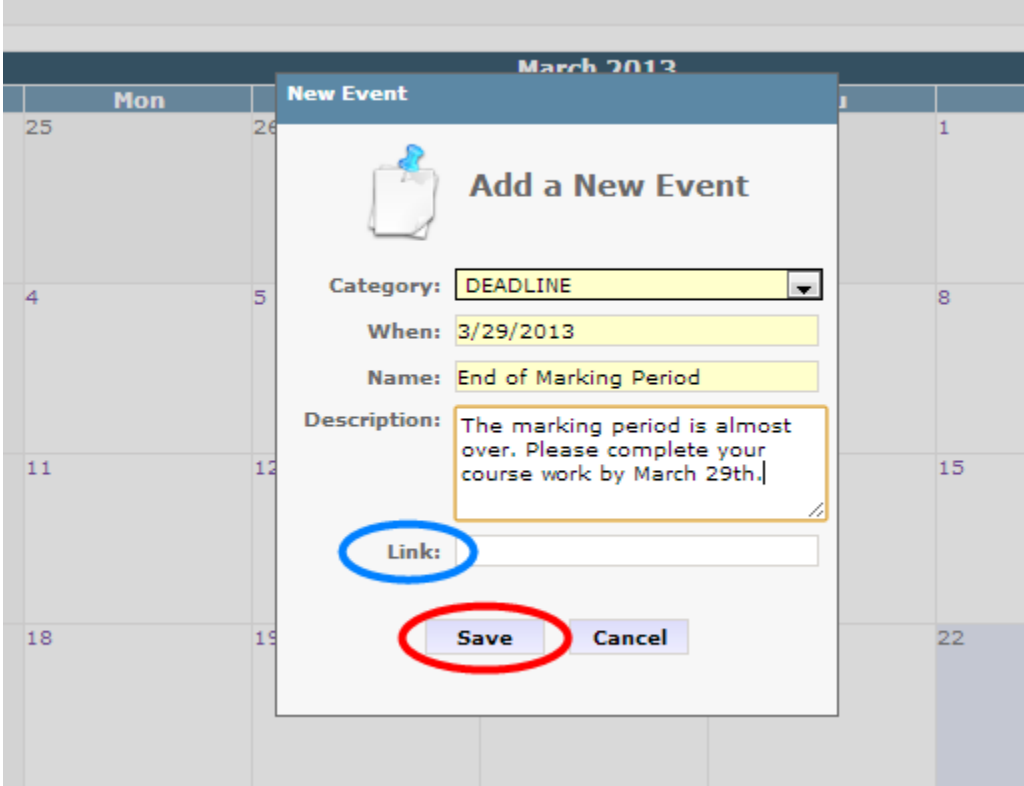 March 2013
Mon
25
26
1
New Event
Add a New Event
Category: DEADLINE
When: 3/29/2013
Name: End of Marking Period
Description: The marking period is almost
over. Please complete your
course work by March 29th.
4
5
8
11
12
15
Link:
Save Cancel
18
19
22